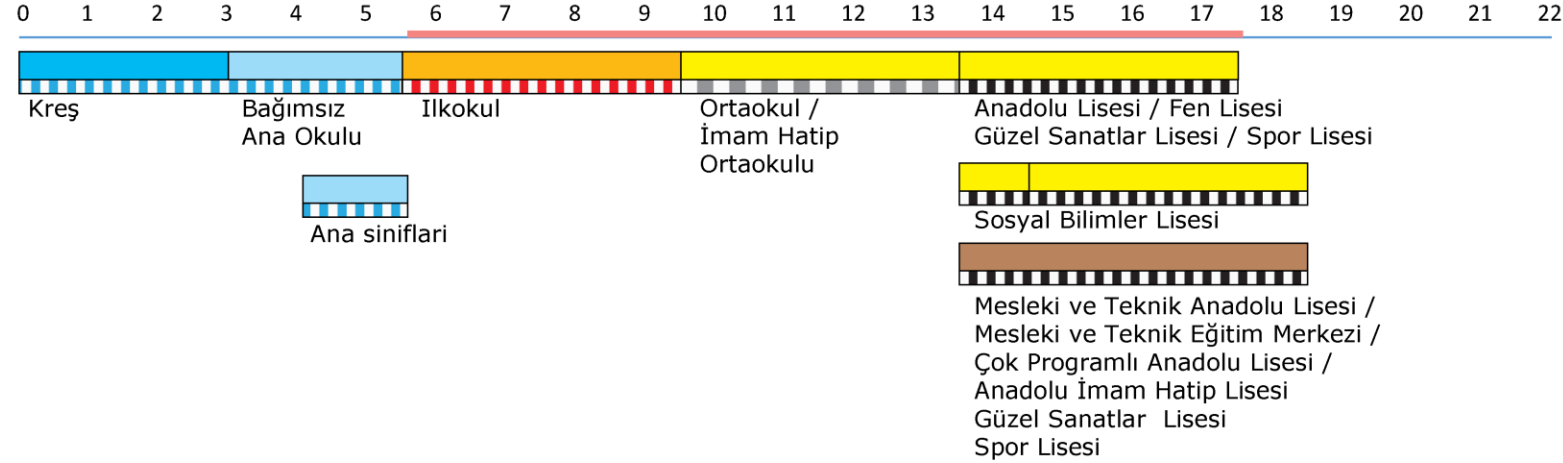 0 1 2 3 4 5 6 7 8 9 10 11 12 13 14 15 16 17 18 19 20 21 22
Kreş
Bağımsız
Ana Okulu
Ilkokul
Ortaokul /
İmam Hatip
Ortaokulu
Anadolu Lisesi / Fen Lisesi
Güzel Sanatlar Lisesi / Spor Lisesi
Ana siniflari
Sosyal Bilimler Lisesi
Mesleki ve Teknik Anadolu Lisesi /
Mesleki ve Teknik Eğitim Merkezi /
Çok Programlı Anadolu Lisesi /
Anadolu İmam Hatip Lisesi
Güzel Sanatlar  Lisesi
Spor Lisesi